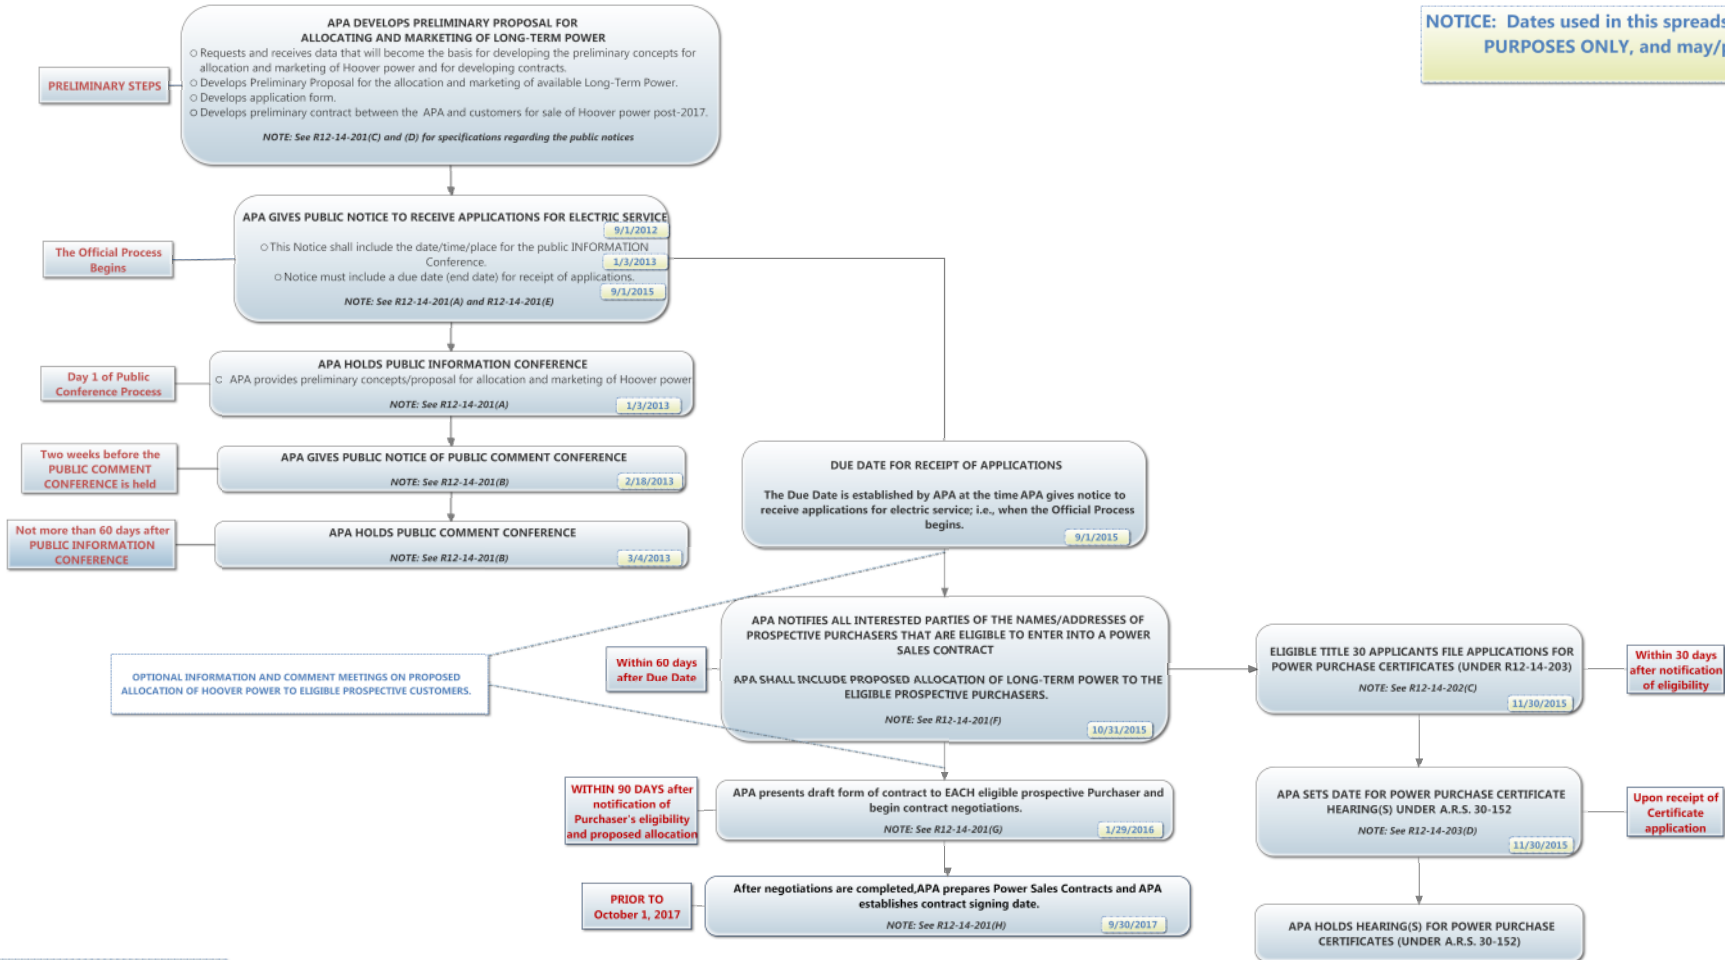 APA DEVELOPS PRELIMINARY PROPOSAL FOR
ALLOCATING AND MARKETING OF LONG-TERM POWER
○ Requests and receives data that will become the basis for developing the preliminary concepts for
allocation and marketing of Hoover power and for developing contracts.
○ Develops Preliminary Proposal for the allocation and marketing of available Long-Term Power.
○ Develops application form.
○ Develops preliminary contract between the APA and customers for sale of Hoover power post-2017.
NOTE: See R12-14-201(C) and (D) for specifications regarding the public notices
PRELIMINARY STEPS
NOTICE: Dates used in this spreads
PURPOSES ONLY, and may/p
APA GIVES PUBLIC NOTICE TO RECEIVE APPLICATIONS FOR ELECTRIC SERVICE
9/1/2012
○ This Notice shall include the date/time/place for the public INFORMATION
Conference.
1/3/2013
○ Notice must include a due date (end date) for receipt of applications.
9/1/2015
NOTE: See R12-14-201(A) and R12-14-201(E)
The Official Process
Begins
APA HOLDS PUBLIC INFORMATION CONFERENCE
○ APA provides preliminary concepts/proposal for allocation and marketing of Hoover power
NOTE: See R12-14-201(A)
1/3/2013
Day 1 of Public
Conference Process
APA GIVES PUBLIC NOTICE OF PUBLIC COMMENT CONFERENCE
NOTE: See R12-14-201(B)
2/18/2013
Two weeks before the
PUBLIC COMMENT
CONFERENCE is held
APA HOLDS PUBLIC COMMENT CONFERENCE
NOTE: See R12-14-201(B)
3/4/2013
Not more than 60 days after
PUBLIC INFORMATION
CONFERENCE
DUE DATE FOR RECEIPT OF APPLICATIONS
The Due Date is established by APA at the time APA gives notice to
receive applications for electric service; i.e., when the Official Process
begins.
9/1/2015
OPTIONAL INFORMATION AND COMMENT MEETINGS ON PROPOSED
ALLOCATION OF HOOVER POWER TO ELIGIBLE PROSPECTIVE CUSTOMERS.
Within 60 days
after Due Date
APA NOTIFIES ALL INTERESTED PARTIES OF THE NAMES/ADDRESSES OF
PROSPECTIVE PURCHASERS THAT ARE ELIGIBLE TO ENTER INTO A POWER
SALES CONTRACT
APA SHALL INCLUDE PROPOSED ALLOCATION OF LONG-TERM POWER TO THE
ELIGIBLE PROSPECTIVE PURCHASERS.
NOTE: See R12-14-201(F)
10/31/2015
ELIGIBLE TITLE 30 APPLICANTS FILE APPLICATIONS FOR
POWER PURCHASE CERTIFICATES (UNDER R12-14-203)
NOTE: See R12-14-202(C)
11/30/2015
Within 30 days
after notification
of eligibility
WITHIN 90 DAYS after
notification of
Purchaser's eligibility
and proposed allocation
APA presents draft form of contract to EACH eligible prospective Purchaser and
begin contract negotiations.
NOTE: See R12-14-201(G)
1/29/2016
APA SETS DATE FOR POWER PURCHASE CERTIFICATE
HEARING(S) UNDER A.R.S. 30-152
NOTE: See R12-14-203(D)
11/30/2015
Upon receipt of
Certificate
application
PRIOR TO
October 1, 2017
After negotiations are completed,APA prepares Power Sales Contracts and APA
establishes contract signing date.
NOTE: See R12-14-201(H)
9/30/2017
APA HOLDS HEARING(S) FOR POWER PURCHASE
CERTIFICATES (UNDER A.R.S. 30-152)